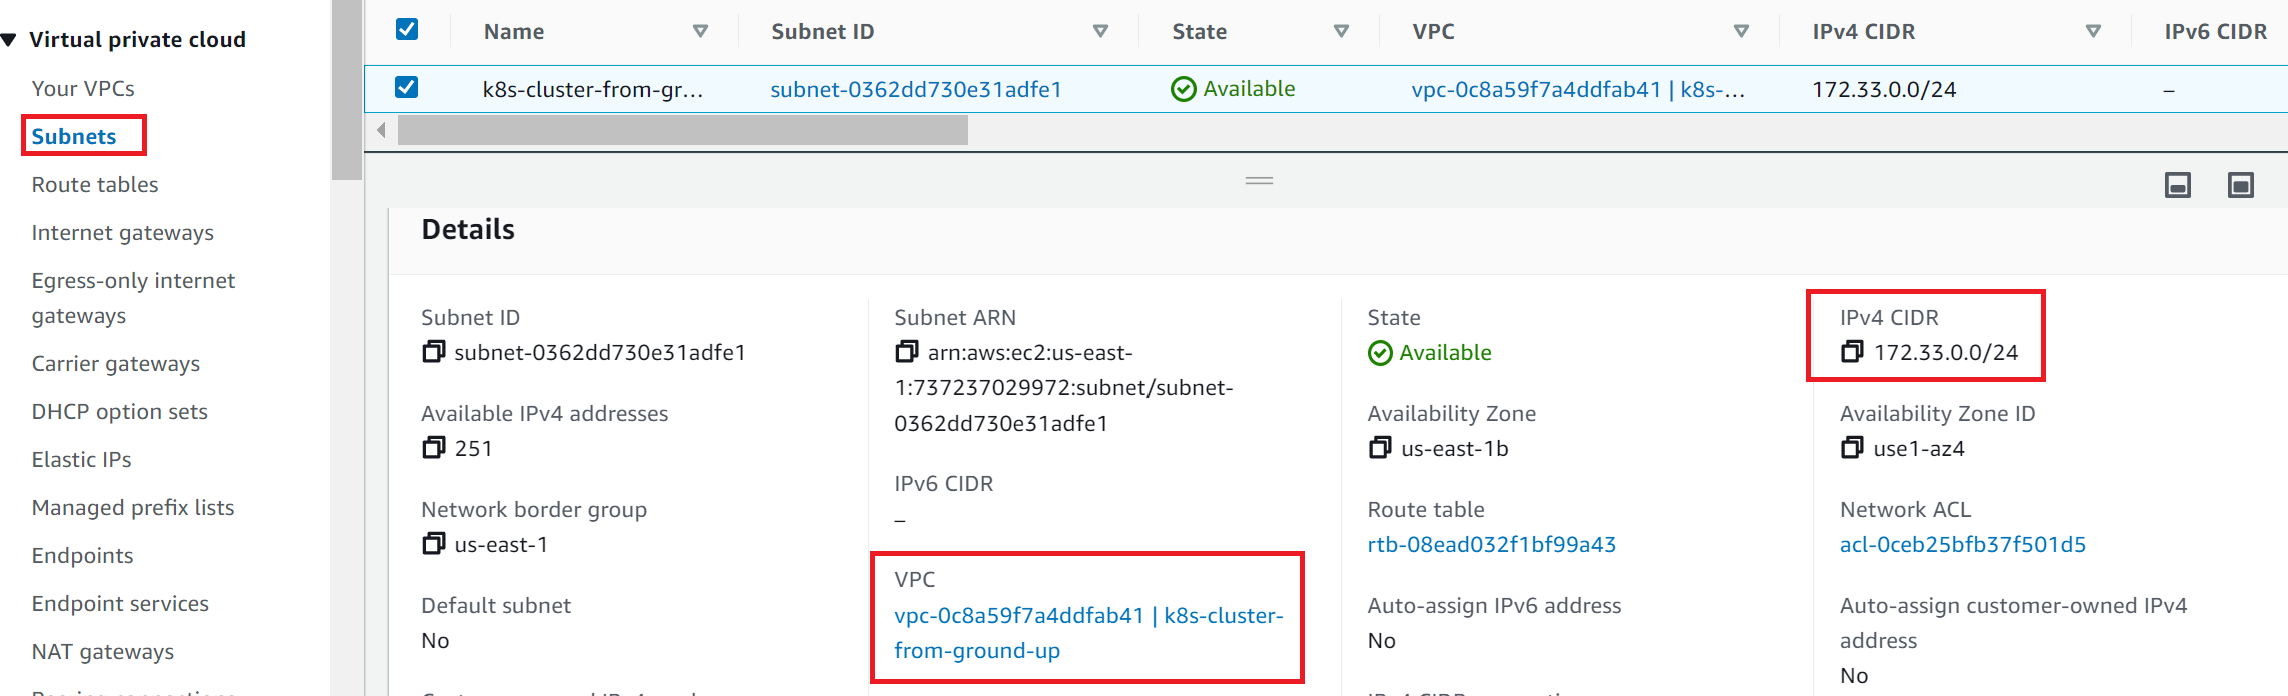 Virtual private cloud
Your VPCs
Subnets
Route tables
Internet gateways
Egress-only internet
gateways
Carrier gateways
DHCP option sets
Elastic IPs
Managed prefix lists
Endpoints
Endpoint services
NAT gateways
Name Subnet ID State VPC IPv4 CIDR IPv6 CIDR
k8s-cluster-from-gr... subnet-0362dd730e31adfe1 Available vpc-0c8a59f7a4ddfab41 | k8s-... 172.33.0.0/24 –
Details
Subnet ID
subnet-0362dd730e31adfe1
Available IPv4 addresses
251
Network border group
us-east-1
Default subnet
No
Subnet ARN
arn:aws:ec2:us-east-
1:737237029972:subnet/subnet-
0362dd730e31adfe1
IPv6 CIDR
–
VPC
vpc-0c8a59f7a4ddfab41 | k8s-cluster-
from-ground-up
State
Available
Availability Zone
us-east-1b
Route table
rtb-08ead032f1bf99a43
Auto-assign IPv6 address
No
IPv4 CIDR
172.33.0.0/24
Availability Zone ID
use1-az4
Network ACL
acl-0ceb25bfb37f501d5
Auto-assign customer-owned IPv4
address
No